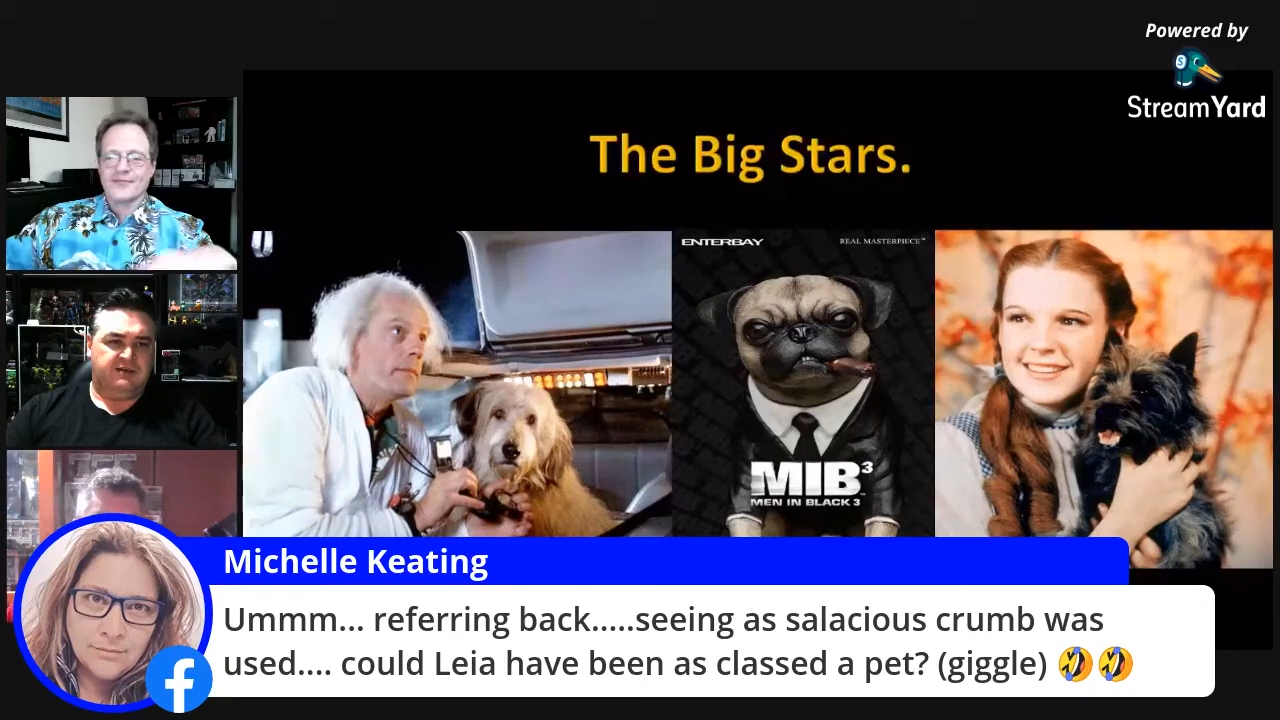 Powered by
StreamYard
The Big Stars.
ENTERBAY
REAL MASTERPIECE™
MIB³
MEN IN BLACK 3
Michelle Keating
Ummm... referring back.....seeing as salacious crumb was
used.... could Leia have been as classed a pet? (giggle) 🤣🤣